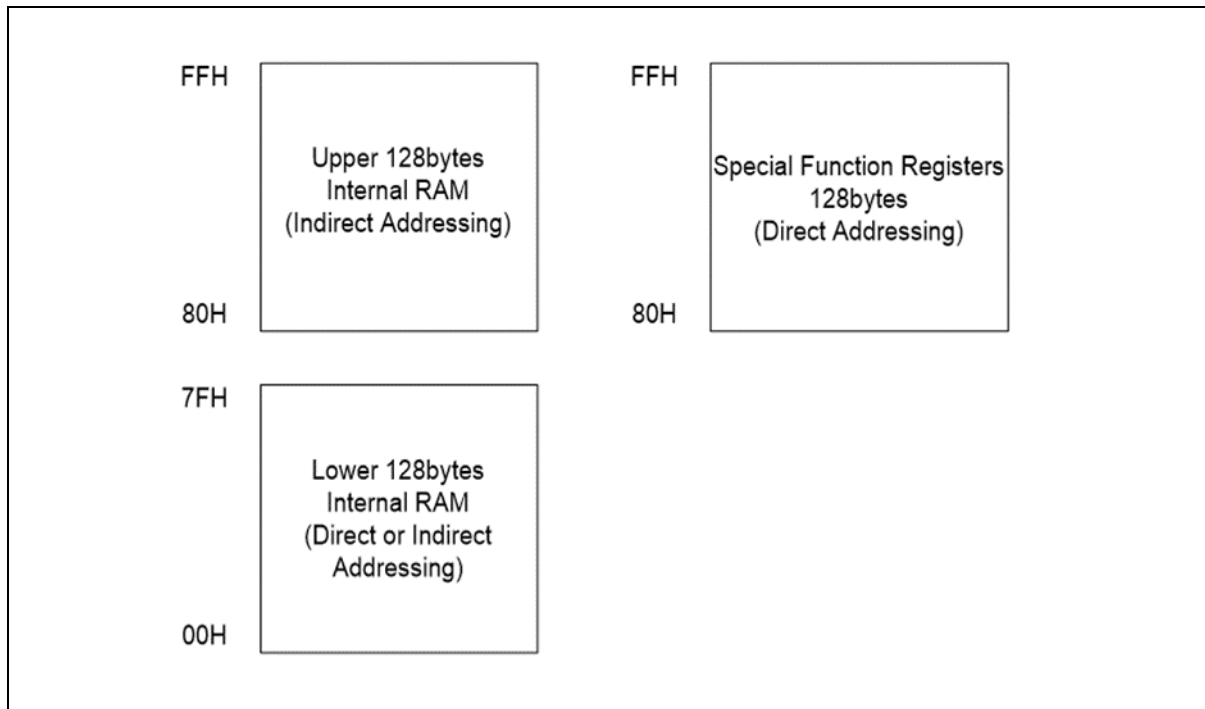 FFH
Upper 128bytes
Internal RAM
(Indirect Addressing)
80H
FFH
Special Function Registers
128bytes
(Direct Addressing)
80H
7FH
Lower 128bytes
Internal RAM
(Direct or Indirect
Addressing)
00H